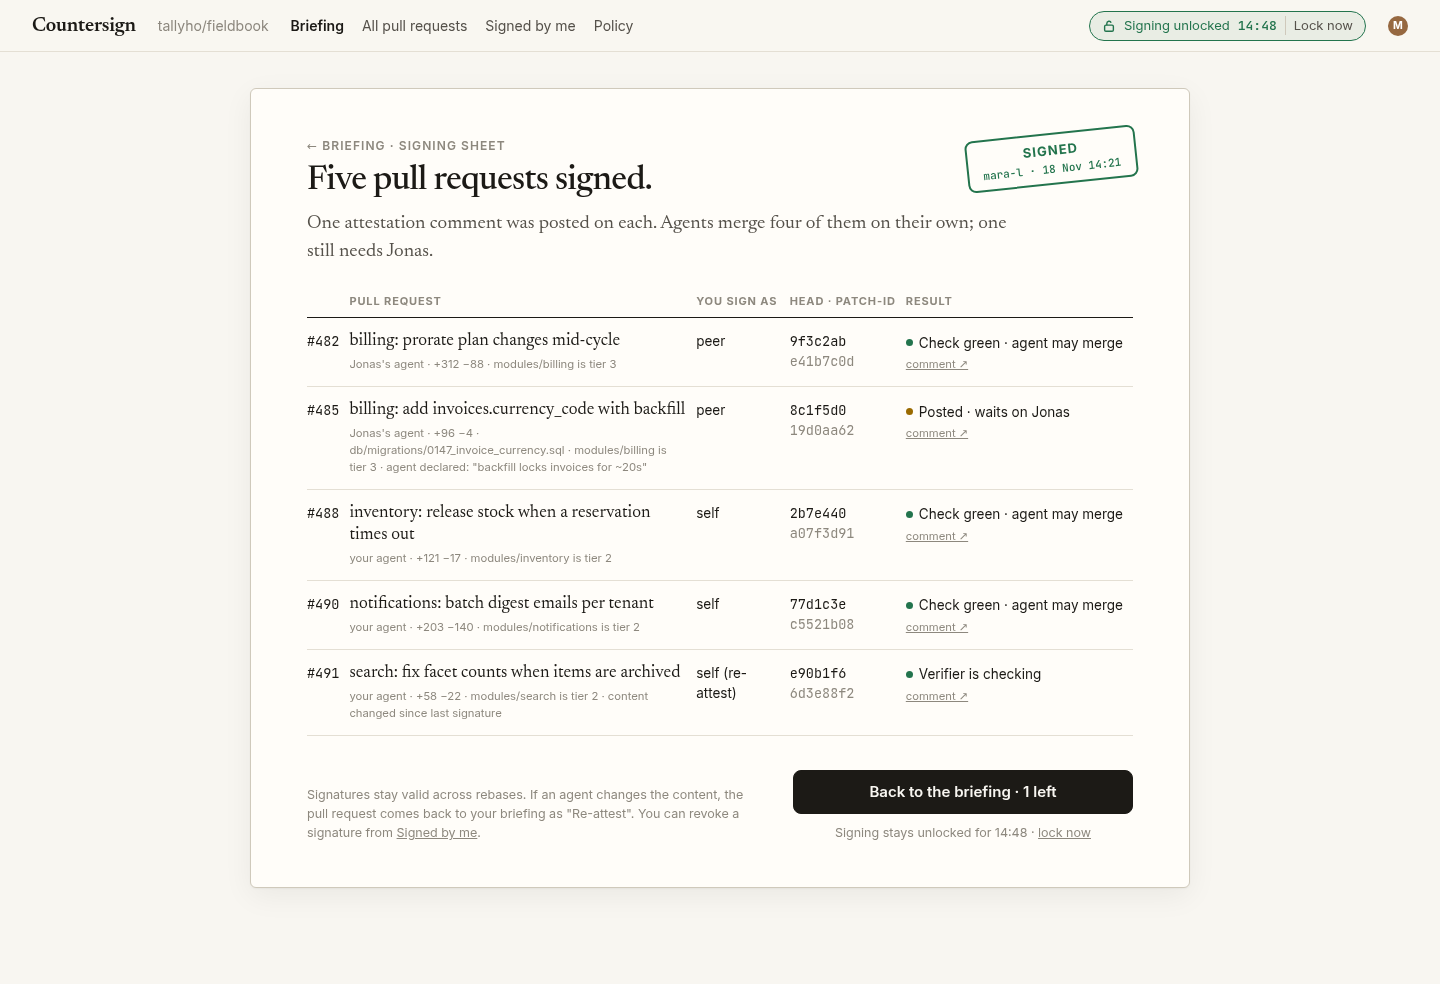 Countersign tallyho/fieldbook Briefing All pull requests Signed by me Policy Signing unlocked 14:48 Lock now M
← BRIEFING · SIGNING SHEET
Five pull requests signed.
SIGNED
mara-l · 18 Nov 14:21
One attestation comment was posted on each. Agents merge four of them on their own; one
still needs Jonas.
PULL REQUEST YOU SIGN AS HEAD · PATCH-ID RESULT
#482 billing: prorate plan changes mid-cycle peer 9f3c2ab Check green · agent may merge
e41b7c0d
Jonas's agent · +312 −88 · modules/billing is tier 3 comment ↗
#485 billing: add invoices.currency_code with backfill peer 8c1f5d0 Posted · waits on Jonas
19d0aa62
Jonas's agent · +96 −4 · comment ↗
db/migrations/0147_invoice_currency.sql · modules/billing is
tier 3 · agent declared: "backfill locks invoices for ~20s"
#488 inventory: release stock when a reservation self 2b7e440 Check green · agent may merge
times out a07f3d91 comment ↗
your agent · +121 −17 · modules/inventory is tier 2
#490 notifications: batch digest emails per tenant self 77d1c3e Check green · agent may merge
c5521b08
your agent · +203 −140 · modules/notifications is tier 2 comment ↗
#491 search: fix facet counts when items are archived self (re- e90b1f6 Verifier is checking
attest) 6d3e88f2
your agent · +58 −22 · modules/search is tier 2 · content comment ↗
changed since last signature
Signatures stay valid across rebases. If an agent changes the content, the
pull request comes back to your briefing as "Re-attest". You can revoke a
signature from Signed by me.
Back to the briefing · 1 left
Signing stays unlocked for 14:48 · lock now